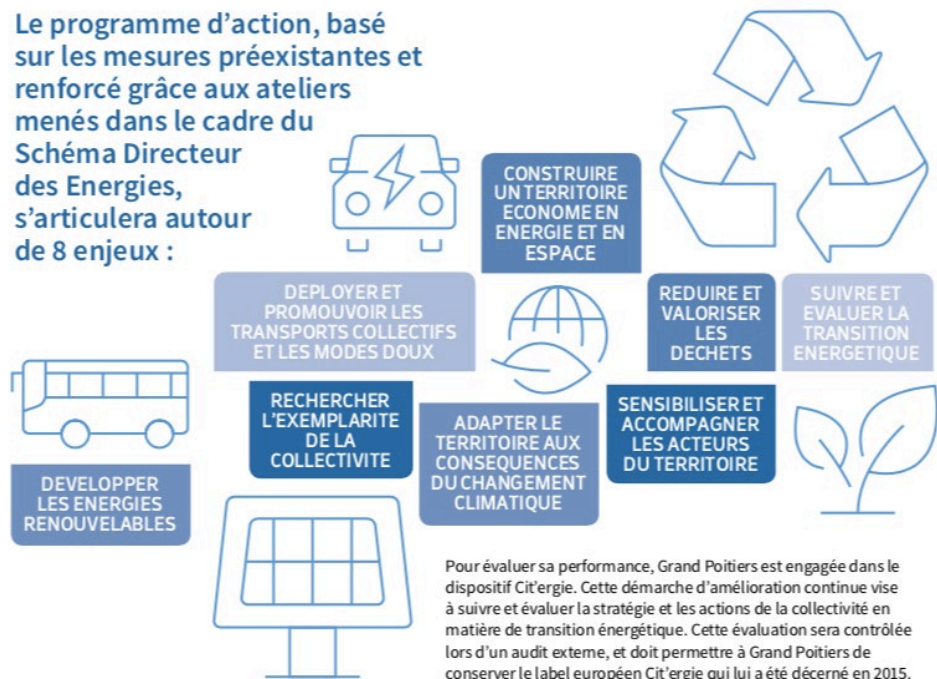 Le programme d'action, basé
sur les mesures préexistantes et
renforcé grâce aux ateliers
menés dans le cadre du
Schéma Directeur
des Energies,
s'articulera autour
de 8 enjeux :
CONSTRUIRE
UN TERRITOIRE
ECONOME EN
ENERGIE ET EN
ESPACE
DEPLOYER ET
PROMOUVOIR LES
TRANSPORTS COLLECTIFS
ET LES MODES DOUX
REDUIRE ET
VALORISER
LES
DECHETS
SUIVRE ET
EVALUER LA
TRANSITION
ENERGETIQUE
RECHERCHER
L'EXEMPLARITE
DE LA
COLLECTIVITE
ADAPTER LE
TERRITOIRE AUX
CONSEQUENCES
DU CHANGEMENT
CLIMATIQUE
SENSIBILISER ET
ACCOMPAGNER
LES ACTEURS
DU TERRITOIRE
DEVELOPPER
LES ENERGIES
RENOUVELABLES
Pour évaluer sa performance, Grand Poitiers est engagée dans le
dispositif Cit'ergie. Cette démarche d'amélioration continue vise
à suivre et évaluer la stratégie et les actions de la collectivité en
matière de transition énergétique. Cette évaluation sera contrôlée
lors d'un audit externe, et doit permettre à Grand Poitiers de
conserver le label européen Cit'ergie qui lui a été décerné en 2015.